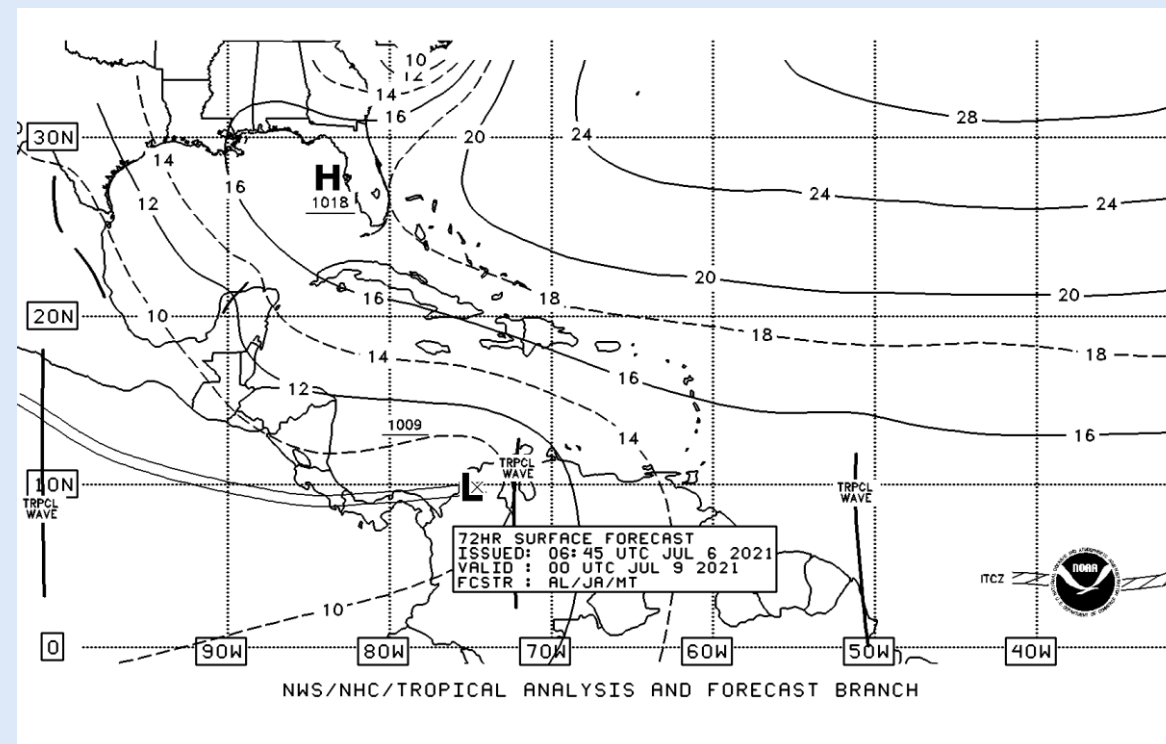 10
12
14
16
20
24
28
30N
14
16
H
1018
12
24
24
20
20
16
18
20N
10
18
18
14
16
12
1009
14
16
10N
L
TRPCL
WAVE
TRPCL
WAVE
TRPCL
WAVE
72HR SURFACE FORECAST
ISSUED: 06:45 UTC JUL 6 2021
VALID : 00 UTC JUL 9 2021
FCSTR : AL/JA/MT
ITCZ
NOAA
10
0
90W
80W
70W
60W
50W
40W
NWS/NHC/TROPICAL ANALYSIS AND FORECAST BRANCH